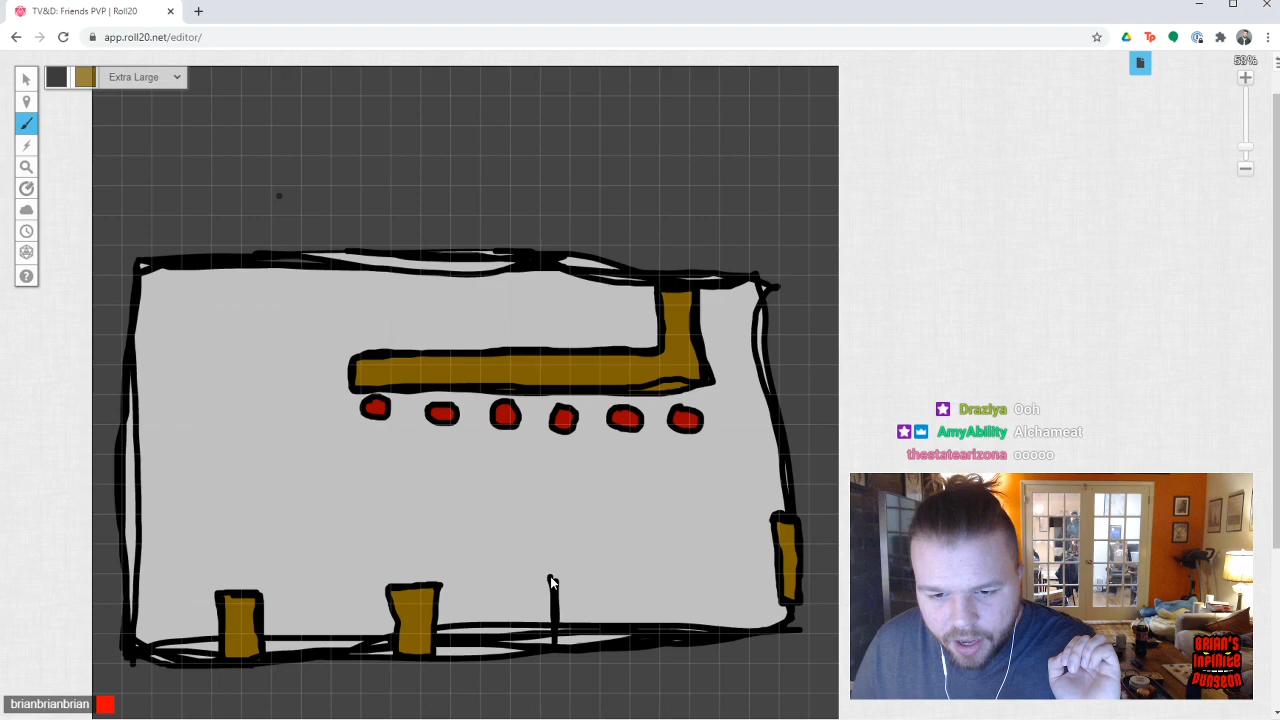 TV&D: Friends PVP | Roll20
app.roll20.net/editor/
Extra Large
58%
Draziya Ooh
AmyAbility Alchameat
thestatearizona ooooo
BRIAN'S
INFINITE
DUNGEON
brianbrianbrian